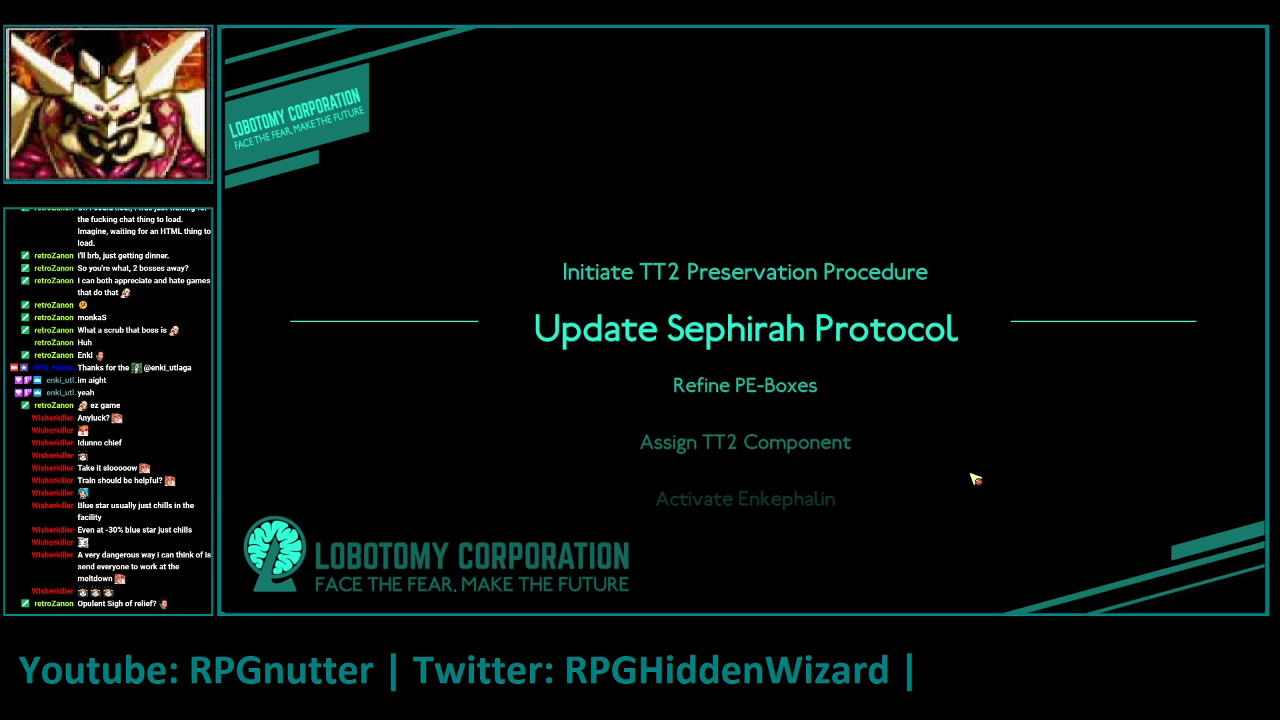 the fucking chat thing to load.
Imagine, waiting for an HTML thing to
load.
retroZanon I'll brb, just getting dinner.
retroZanon So you're what, 2 bosses away?
retroZanon I can both appreciate and hate games
that do that
retroZanon
retroZanon monkaS
retroZanon What a scrub that boss is
retroZanon Huh
retroZanon Enki
Thanks for the @enki_utlaga
enki_utl. im aight
enki_utl. yeah
retroZanon ez game
Wisherkiller Anyluck?
Wisherkiller
Wisherkiller Idunno chief
Wisherkiller
Wisherkiller Take it slooooow
Wisherkiller Train should be helpful?
Wisherkiller
Wisherkiller Blue star usually just chills in the
facility
Wisherkiller Even at -30% blue star just chills
Wisherkiller
Wisherkiller A very dangerous way i can think of is
send everyone to work at the
meltdown
Wisherkiller
retroZanon Opulent Sigh of relief?
LOBOTOMY CORPORATION
FACE THE FEAR, MAKE THE FUTURE
Initiate TT2 Preservation Procedure
Update Sephirah Protocol
Refine PE-Boxes
Assign TT2 Component
Activate Enkephalin
LOBOTOMY CORPORATION
FACE THE FEAR, MAKE THE FUTURE
Youtube: RPGnutter | Twitter: RPGHiddenWizard |